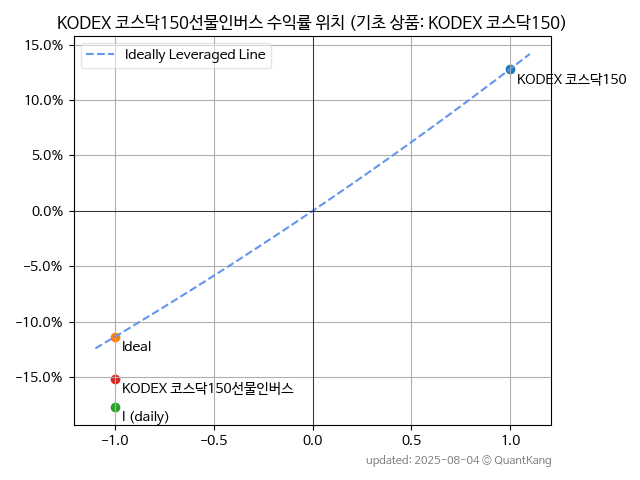 KODEX 코스닥150선물인버스 수익률 위치 (기초 상품: KODEX 코스닥150)
15.0%
Ideally Leveraged Line
KODEX 코스닥150
10.0%
5.0%
0.0%
−5.0%
−10.0%
Ideal
−15.0%
KODEX 코스닥150선물인버스
I (daily)
−1.0 −0.5 0.0 0.5 1.0
updated: 2025-08-04 © QuantKang